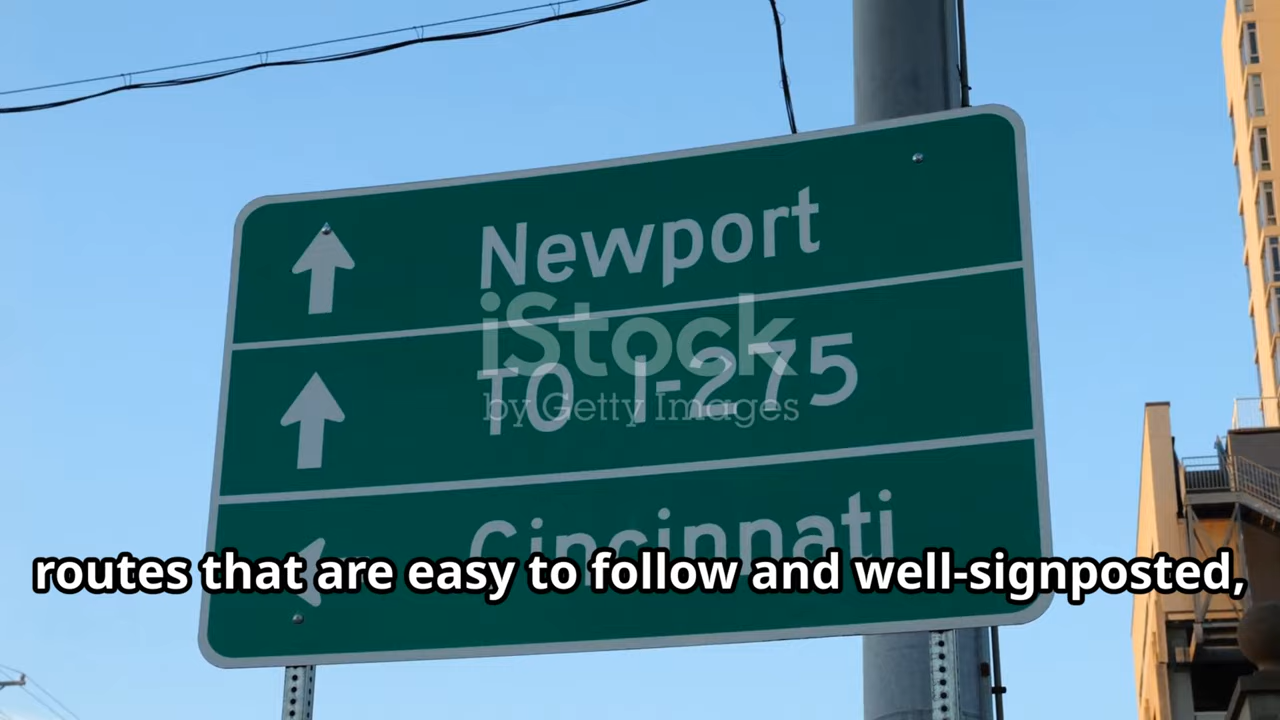 Newport
iStock
TO I-275
by Getty Images
Cincinnati
routes that are easy to follow and well-signposted,